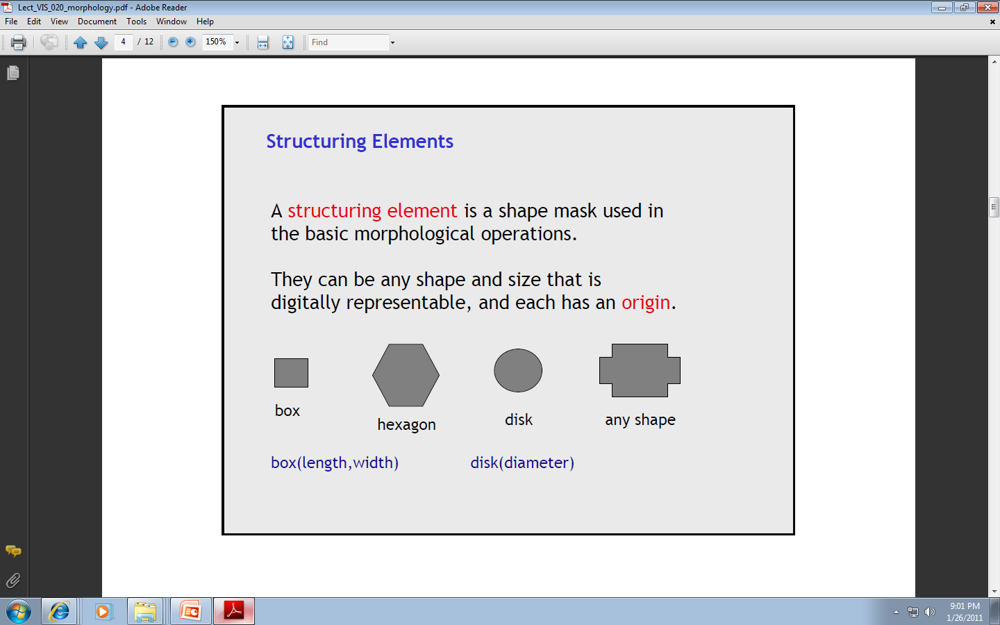 Lect_VIS_020_morphology.pdf - Adobe Reader
File Edit View Document Tools Window Help
4 / 12 150% Find
Structuring Elements
A structuring element is a shape mask used in
the basic morphological operations.
They can be any shape and size that is
digitally representable, and each has an origin.
box hexagon disk any shape
box(length,width) disk(diameter)
9:01 PM
1/26/2011